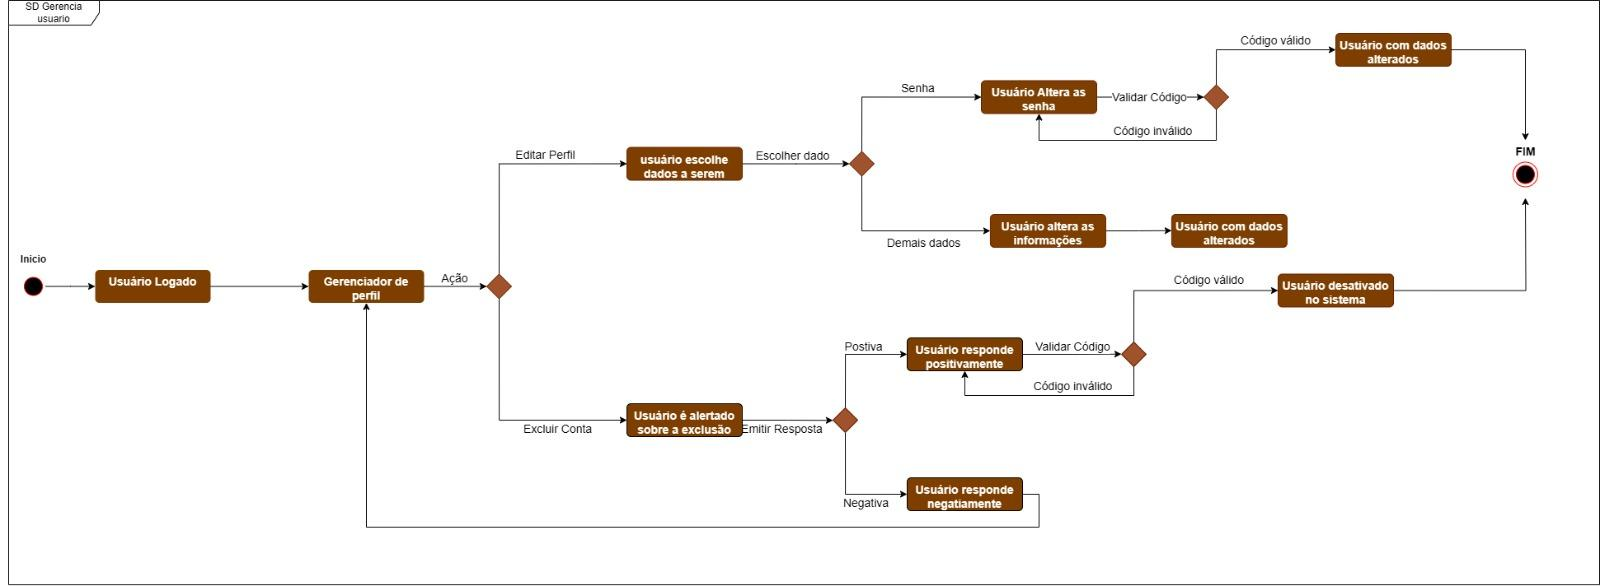 SD Gerencia
usuario
Código válido
Usuário com dados
alterados
Senha
Usuário Altera as
senha
Validar Código
Código inválido
FIM
Editar Perfil
usuário escolhe
dados a serem
Escolher dado
Demais dados
Usuário altera as
informações
Usuário com dados
alterados
Inicio
Usuário Logado
Gerenciador de
perfil
Ação
Código válido
Usuário desativado
no sistema
Postiva
Usuário responde
positivamente
Validar Código
Código inválido
Excluir Conta
Usuário é alertado
sobre a exclusão
Emitir Resposta
Negativa
Usuário responde
negatiamente